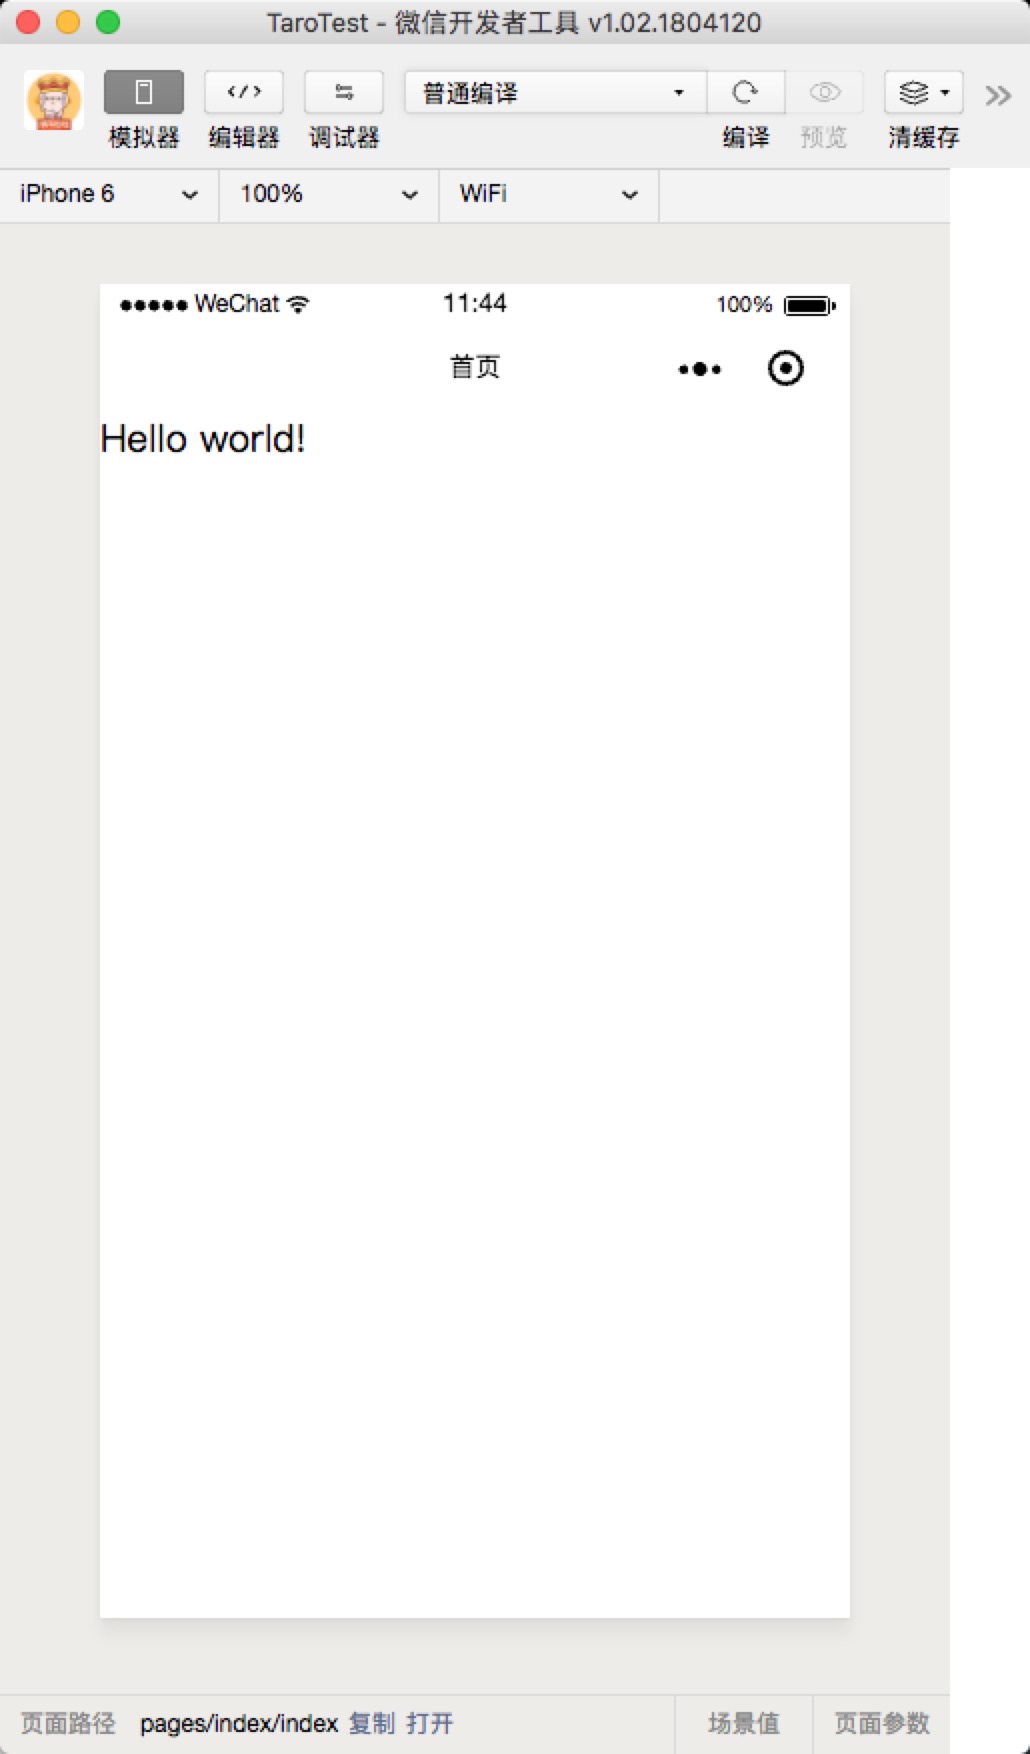 TaroTest - 微信开发者工具 v1.02.1804120
普通编译
模拟器 编辑器 调试器 编译 预览 清缓存
iPhone 6 100% WiFi
WeChat 11:44 100%
首页
Hello world!
页面路径 pages/index/index 复制 打开 场景值 页面参数